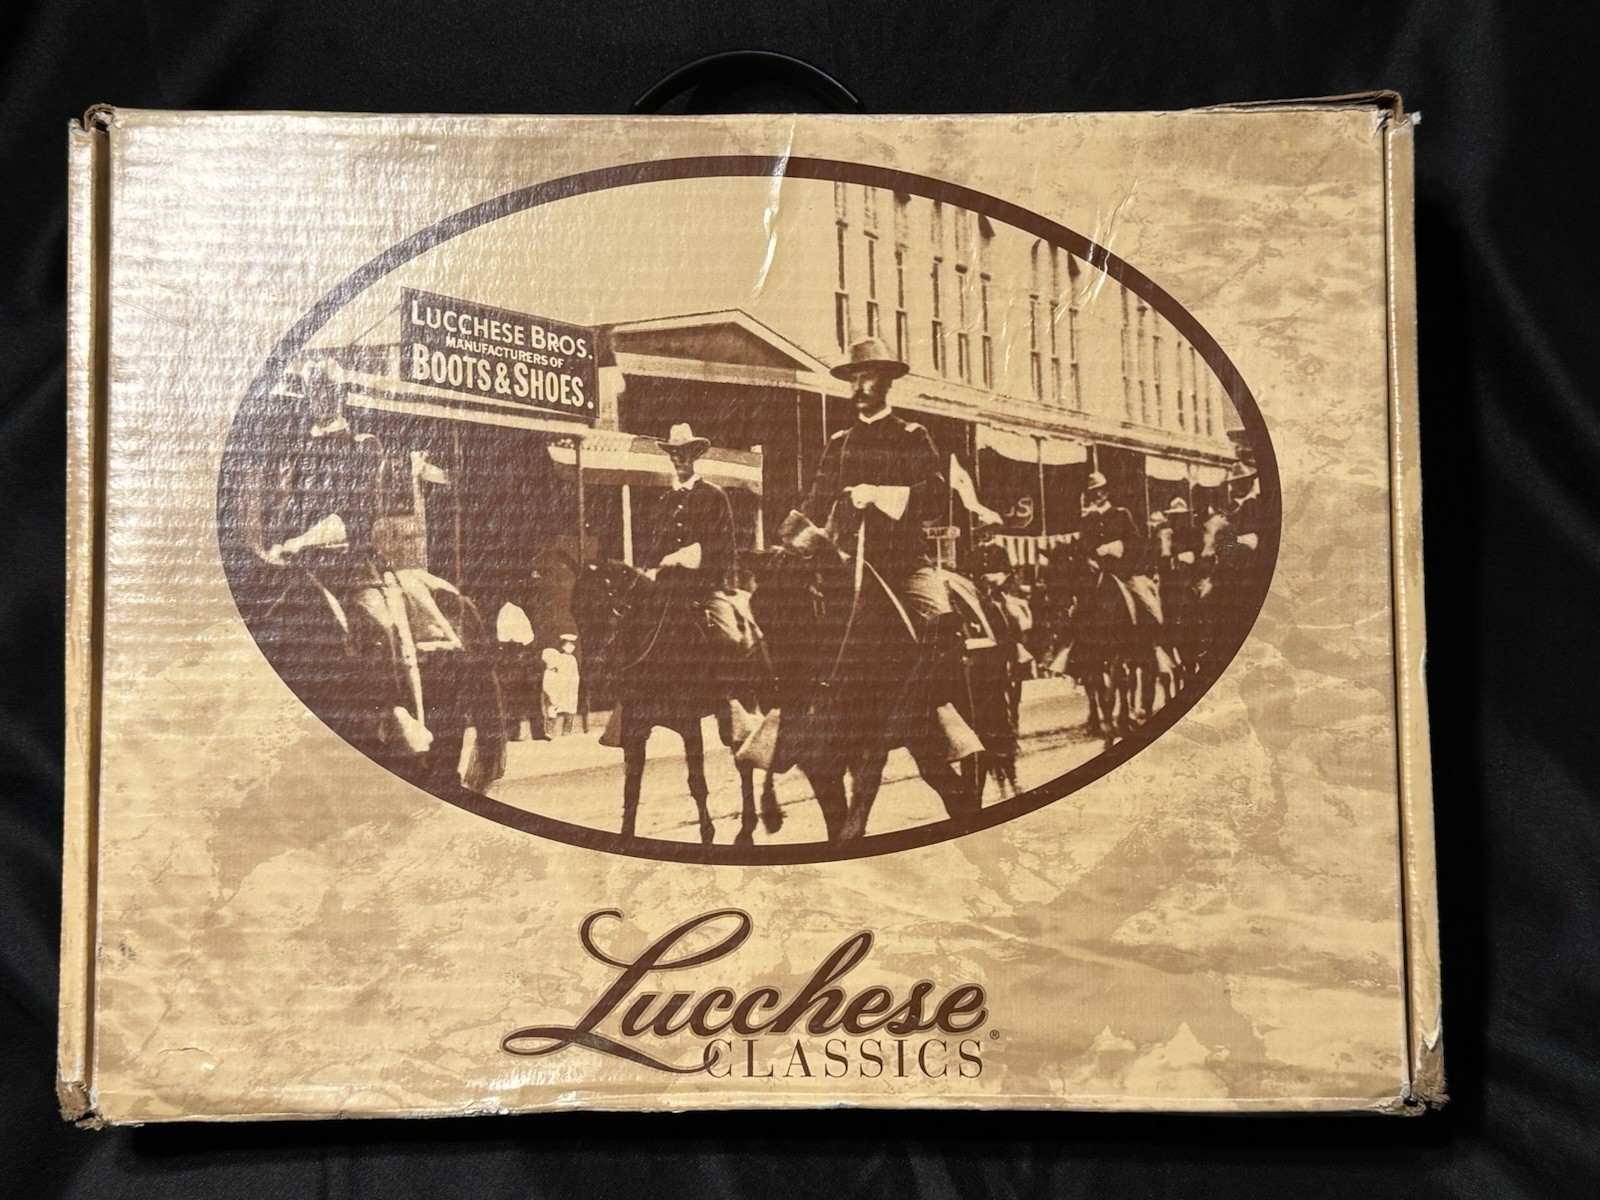 LUCCHESE BROS.
MANUFACTURERS OF
BOOTS & SHOES.
Lucchese®
CLASSICS